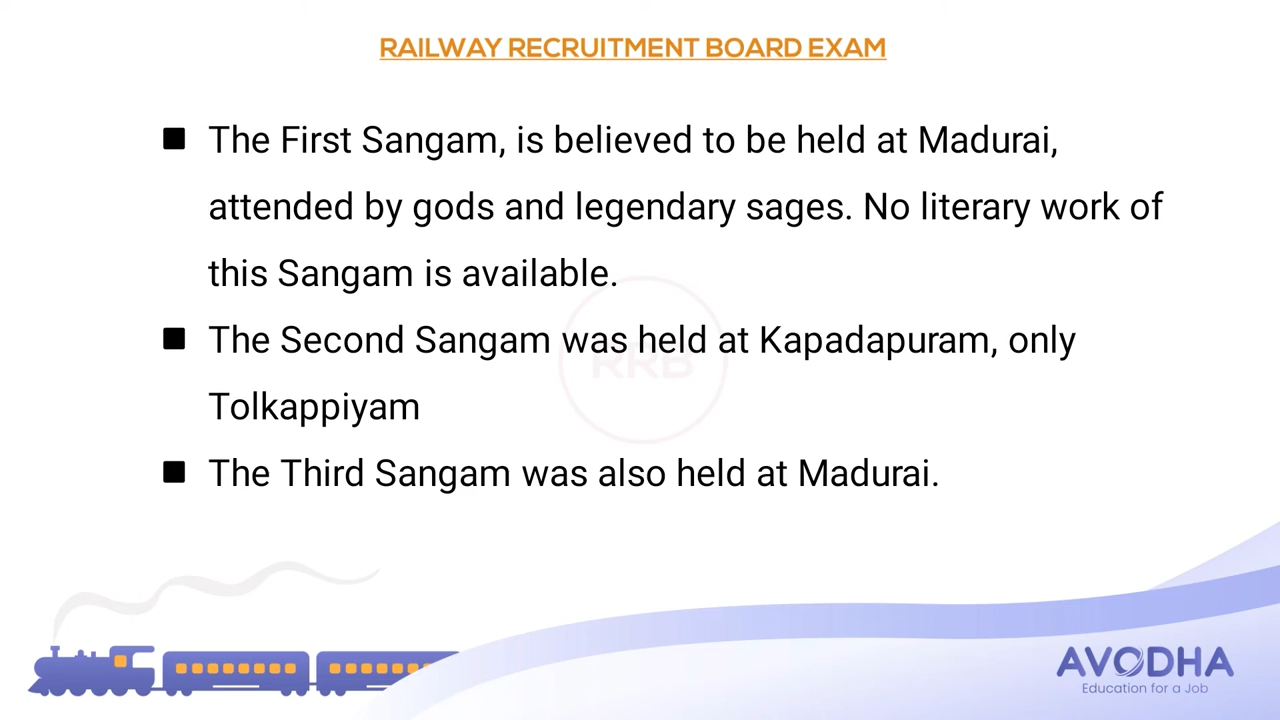 RAILWAY RECRUITMENT BOARD EXAM
■ The First Sangam, is believed to be held at Madurai,
attended by gods and legendary sages. No literary work of
this Sangam is available.
■ The Second Sangam was held at Kapadapuram, only
Tolkappiyam
■ The Third Sangam was also held at Madurai.
RRB
AVODHA
Education for a Job